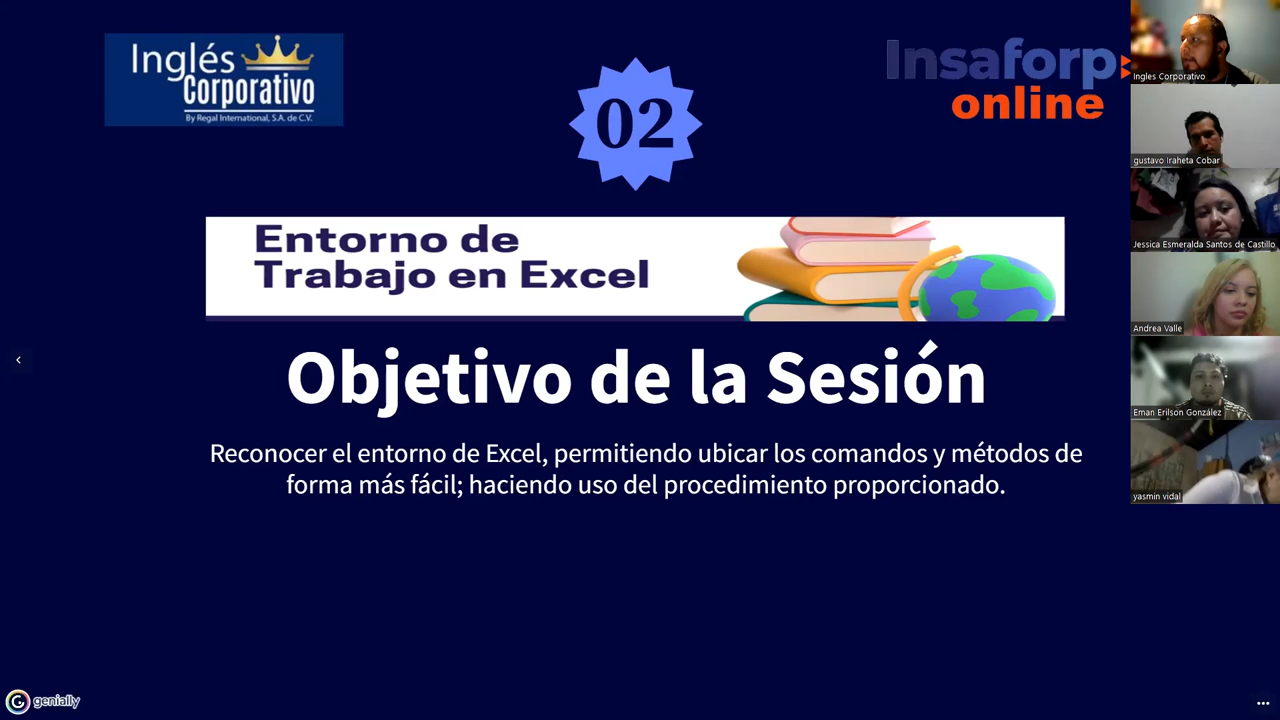 Inglés
Corporativo
By Regal International, S.A. de C.V.
02
Insaforp
online
Entorno de
Trabajo en Excel
Objetivo de la Sesión
Reconocer el entorno de Excel, permitiendo ubicar los comandos y métodos de
forma más fácil; haciendo uso del procedimiento proporcionado.
Ingles Corporativo
gustavo Iraheta Cobar
Jessica Esmeralda Santos de Castillo
Andrea Valle
Eman Erilson González
yasmin vidal
genially